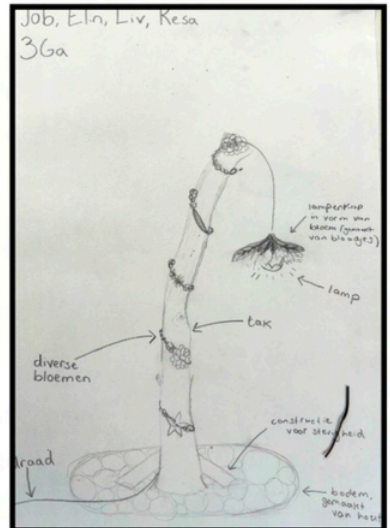 Job, Elin, Liv, Resa
3Ga
lampenkap
in vorm van
bloem (gemaakt
van blaadjes)
lamp
tak
diverse
bloemen
constructie
voor stevigheid
draad
bodem,
gemaakt
van hout